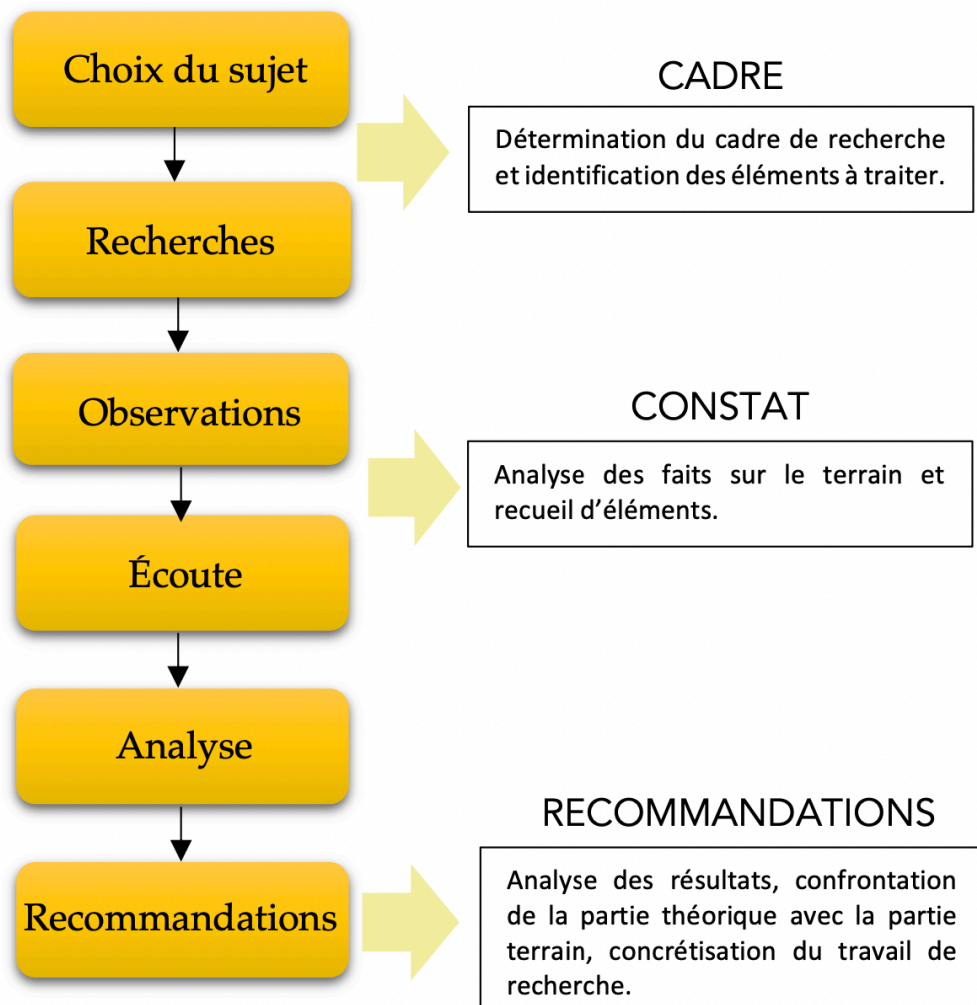 Choix du sujet
CADRE
Détermination du cadre de recherche
et identification des éléments à traiter.
Recherches
Observations
CONSTAT
Analyse des faits sur le terrain et
recueil d’éléments.
Écoute
Analyse
RECOMMANDATIONS
Recommandations
Analyse des résultats, confrontation
de la partie théorique avec la partie
terrain, concrétisation du travail de
recherche.